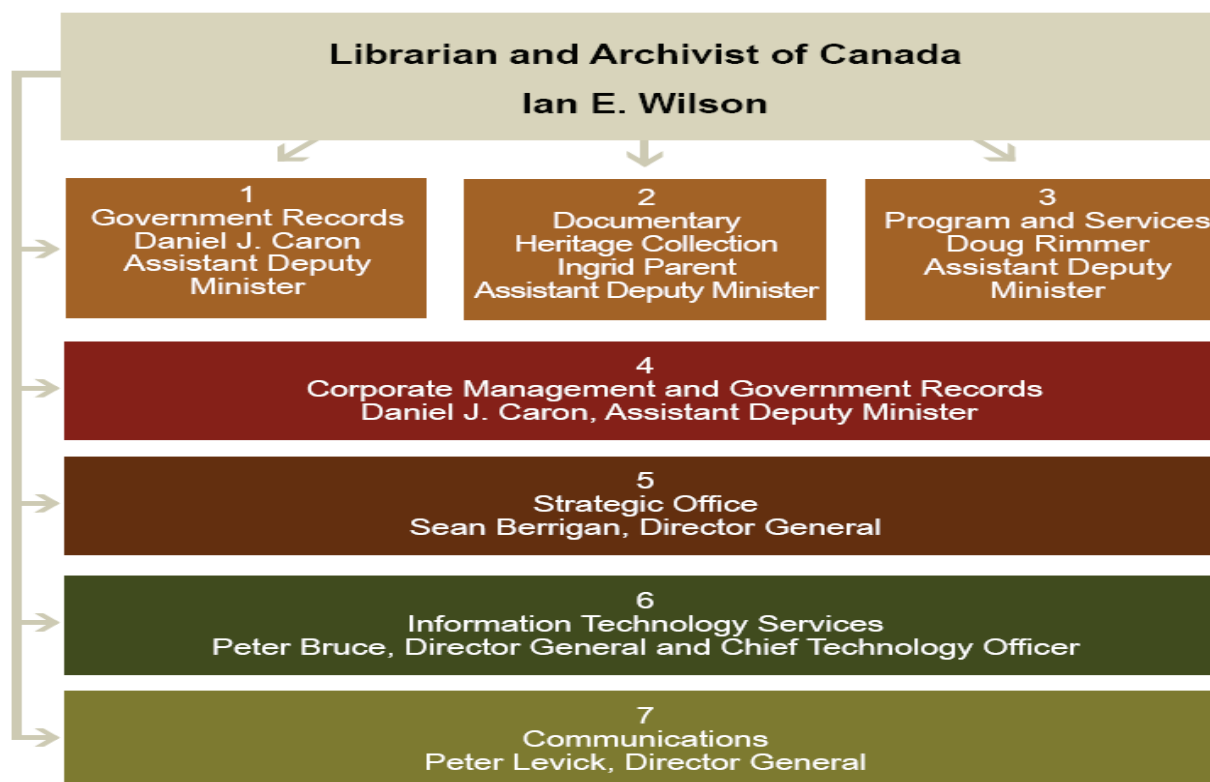 Librarian and Archivist of Canada
Ian E. Wilson
1
Government Records
Daniel J. Caron
Assistant Deputy
Minister
2
Documentary
Heritage Collection
Ingrid Parent
Assistant Deputy Minister
3
Program and Services
Doug Rimmer
Assistant Deputy
Minister
4
Corporate Management and Government Records
Daniel J. Caron, Assistant Deputy Minister
5
Strategic Office
Sean Berrigan, Director General
6
Information Technology Services
Peter Bruce, Director General and Chief Technology Officer
7
Communications
Peter Levick, Director General